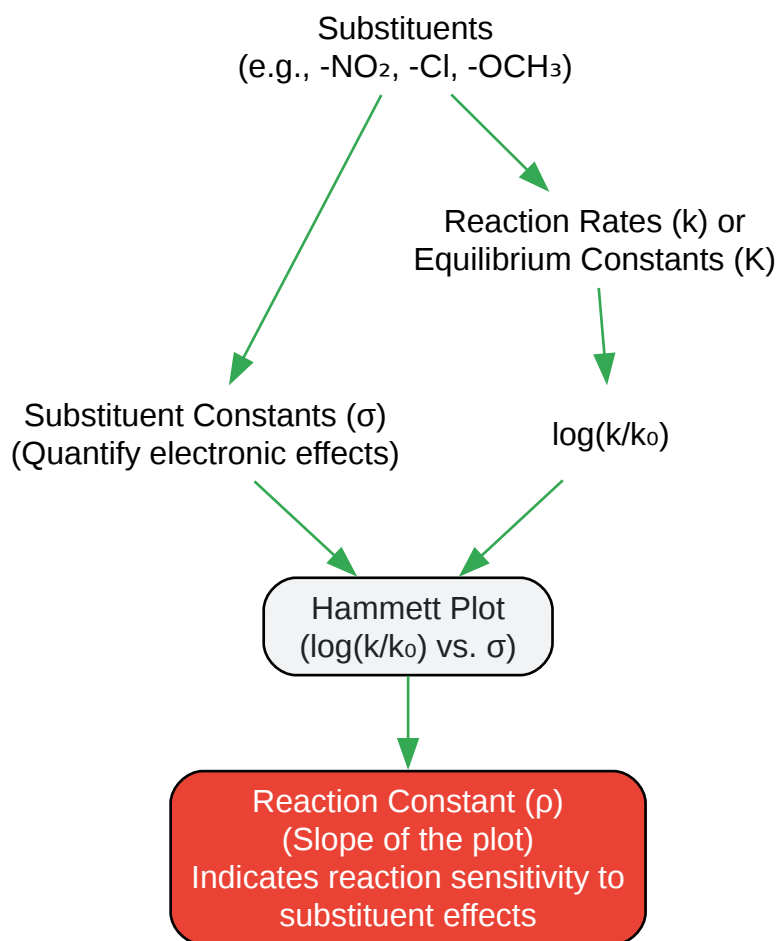 Substituents
(e.g., -NO₂, -Cl, -OCH₃)
Reaction Rates (k) or
Equilibrium Constants (K)
Substituent Constants (σ)
(Quantify electronic effects)
log(k/k₀)
Hammett Plot
(log(k/k₀) vs. σ)
Reaction Constant (ρ)
(Slope of the plot)
Indicates reaction sensitivity to
substituent effects